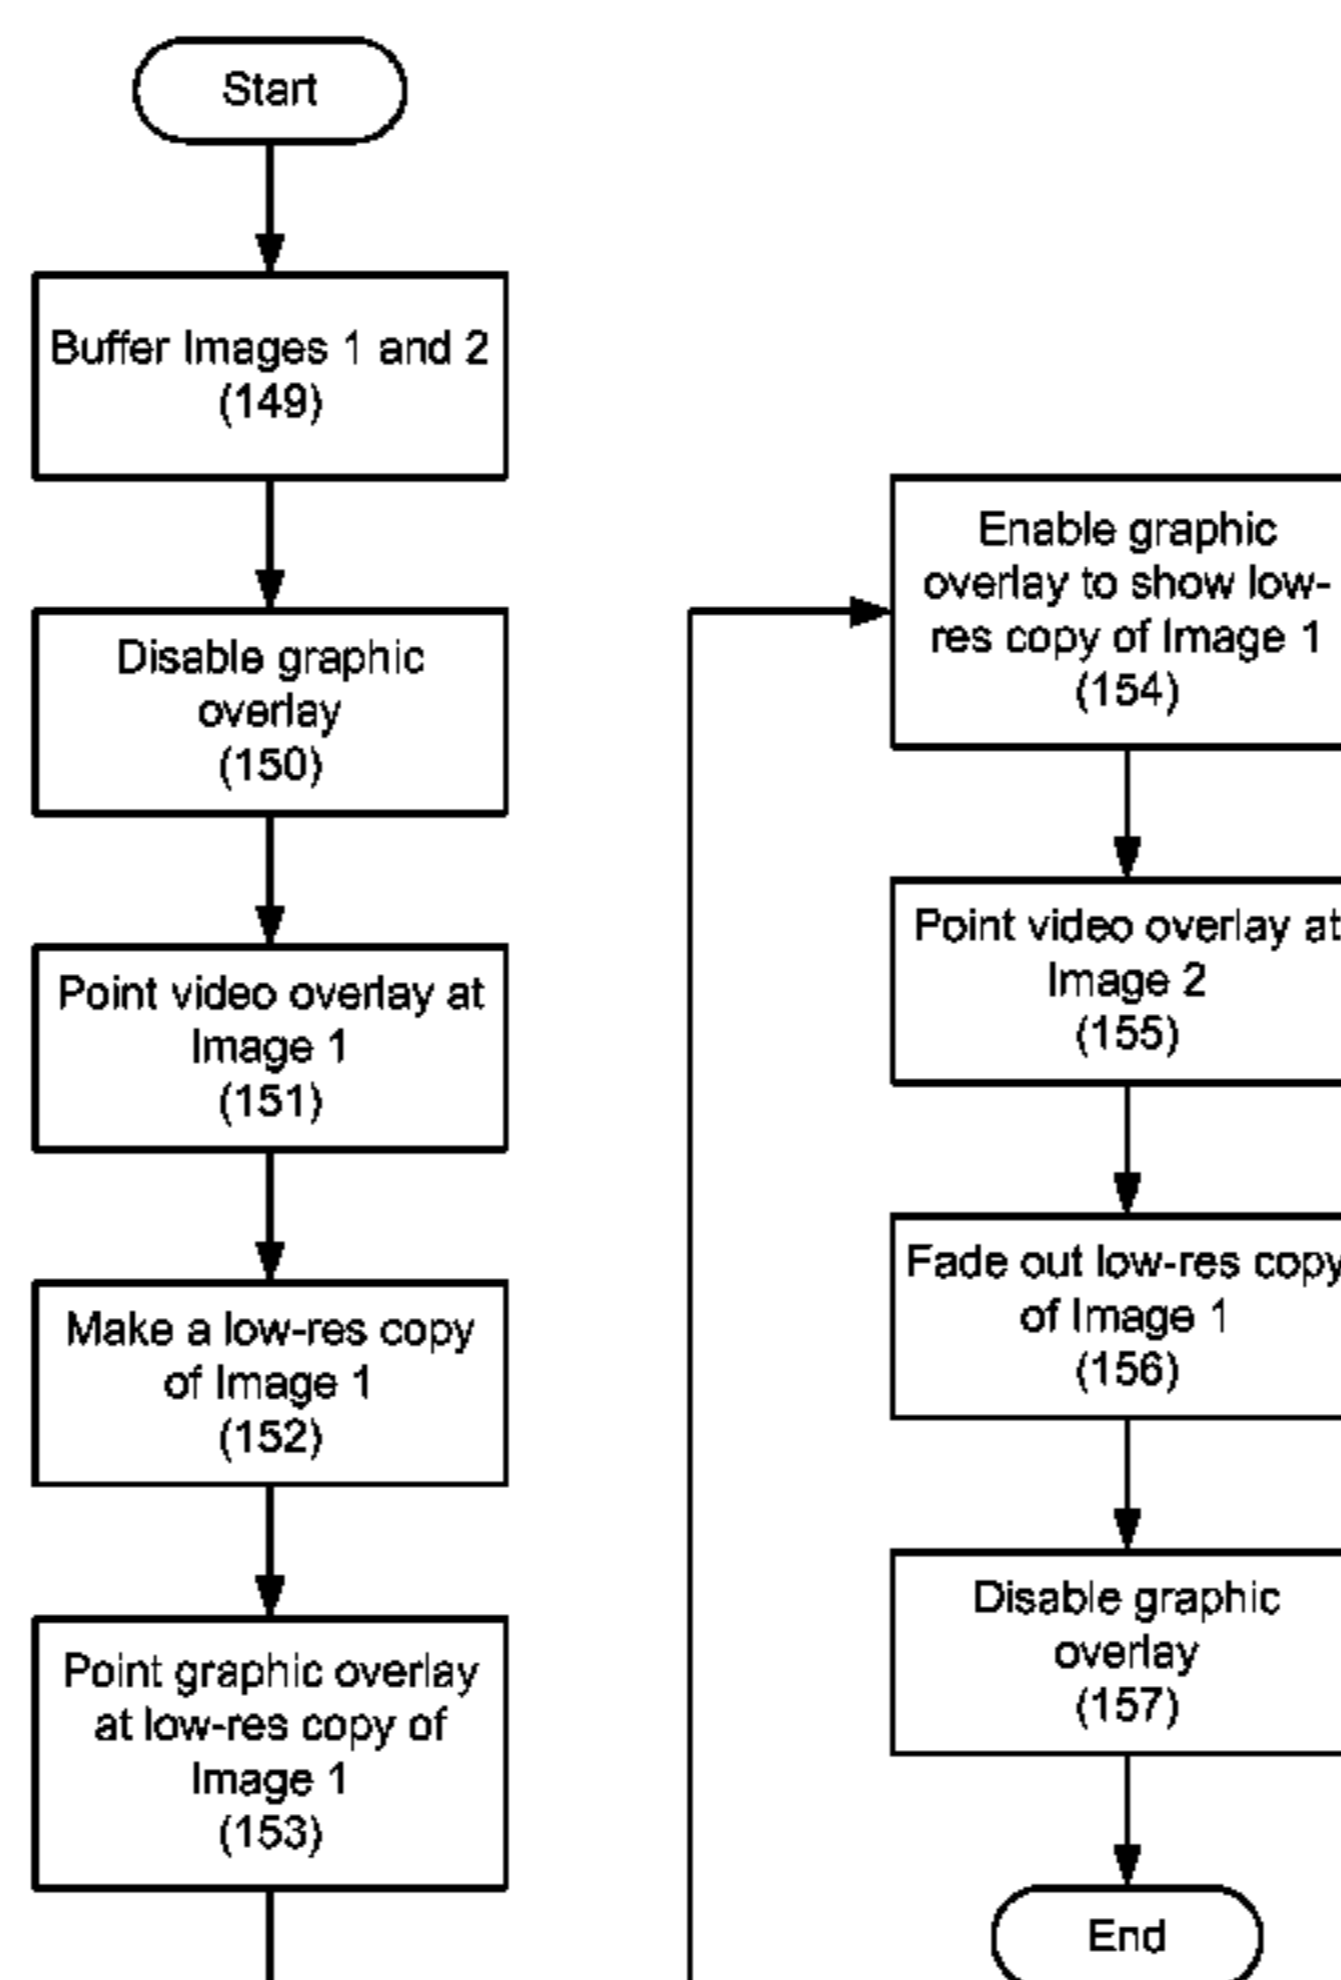 Start
Buffer Images 1 and 2
(149)
Disable graphic
overlay
(150)
Point video overlay at
Image 1
(151)
Make a low-res copy
of Image 1
(152)
Point graphic overlay
at low-res copy of
Image 1
(153)
Enable graphic
overlay to show low-
res copy of Image 1
(154)
Point video overlay at
Image 2
(155)
Fade out low-res copy
of Image 1
(156)
Disable graphic
overlay
(157)
End